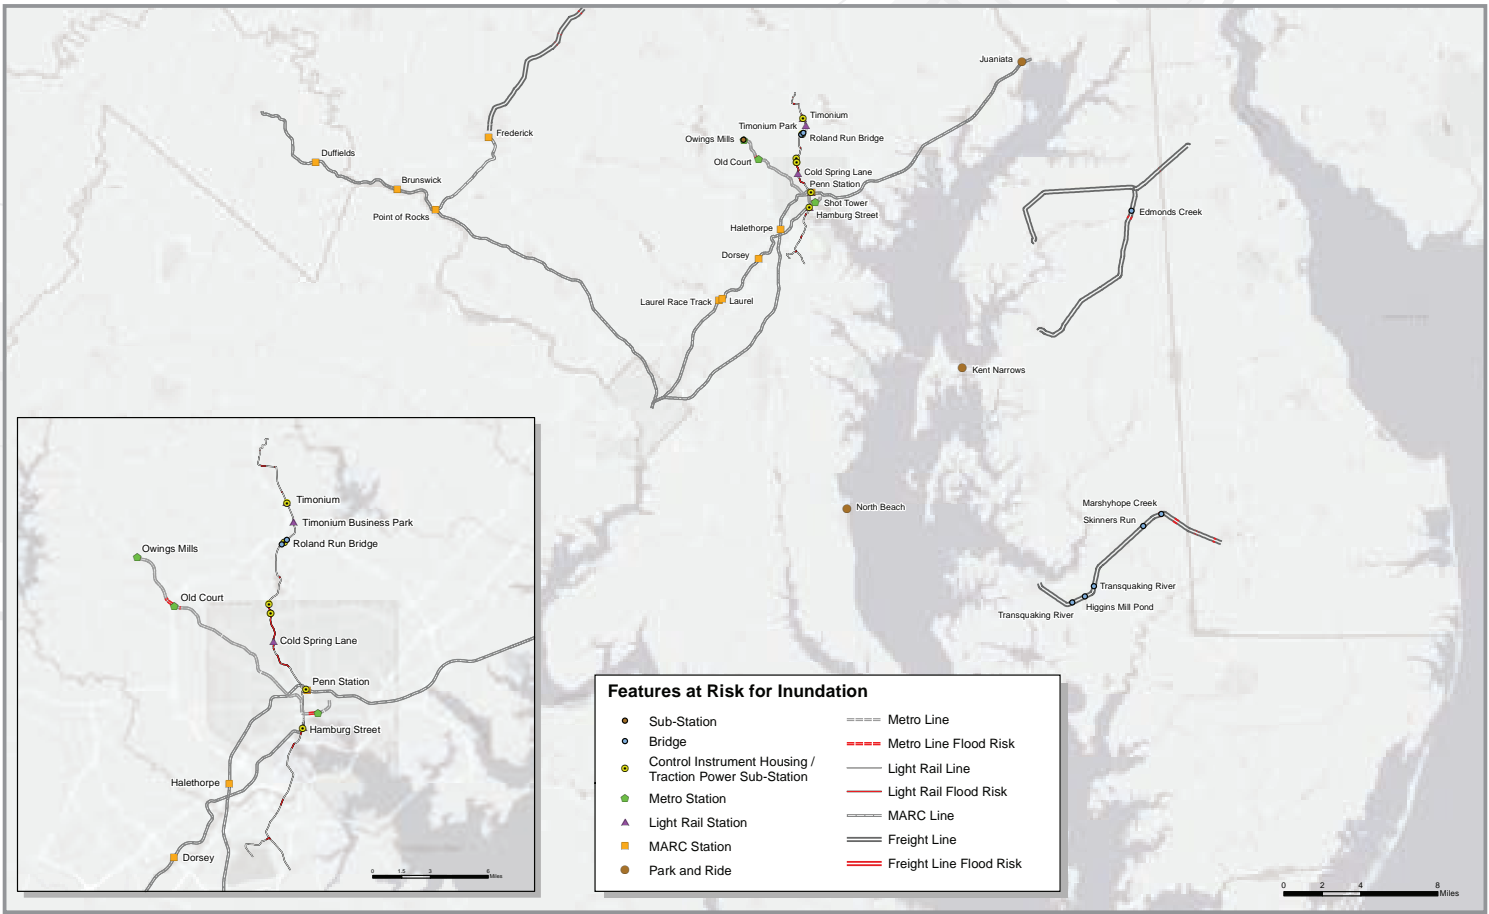 Juaniata
Frederick
Timonium
Timonium Park
Roland Run Bridge
Owings Mills
Old Court
Duffields
Cold Spring Lane
Brunswick
Penn Station
Shot Tower
Point of Rocks
Hamburg Street
Edmonds Creek
Halethorpe
Dorsey
Laurel Race Track
Laurel
Kent Narrows
North Beach
Marshyhope Creek
Skinners Run
Transquaking River
Higgins Mill Pond
Transquaking River
Timonium
Timonium Business Park
Roland Run Bridge
Owings Mills
Old Court
Cold Spring Lane
Penn Station
Hamburg Street
Halethorpe
Dorsey
0 1.5 3 6
Miles
Features at Risk for Inundation
Sub-Station
Bridge
Control Instrument Housing /
Traction Power Sub-Station
Metro Station
Light Rail Station
MARC Station
Park and Ride
Metro Line
Metro Line Flood Risk
Light Rail Line
Light Rail Flood Risk
MARC Line
Freight Line
Freight Line Flood Risk
0 2 4 8
Miles